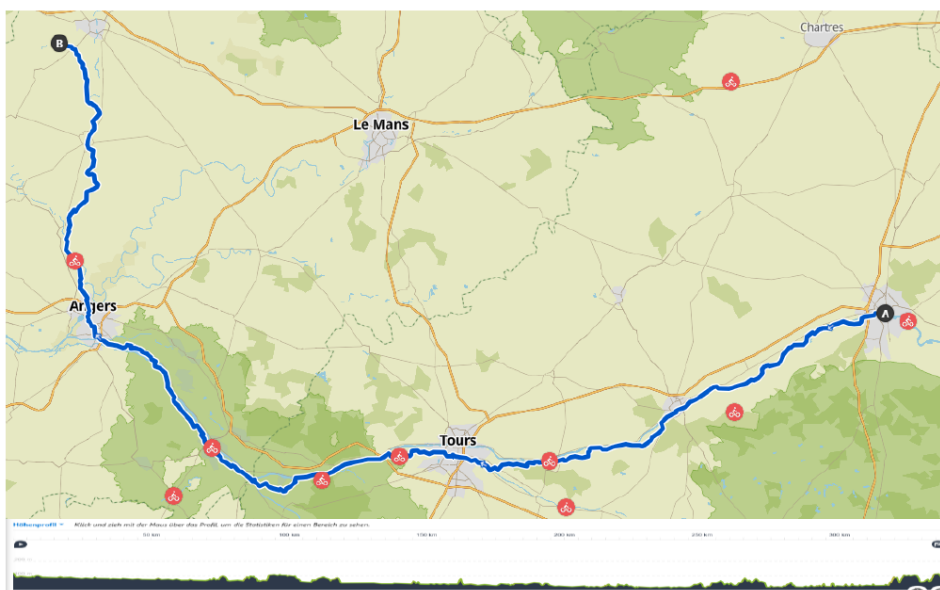 Chartres
B
Le Mans
Angers
A
Tours
Höhenprofil
Klick und zieh mit der Maus über das Profil, um die Statistiken für einen Bereich zu sehen.
50 km 100 km 150 km 200 km 250 km 300 km